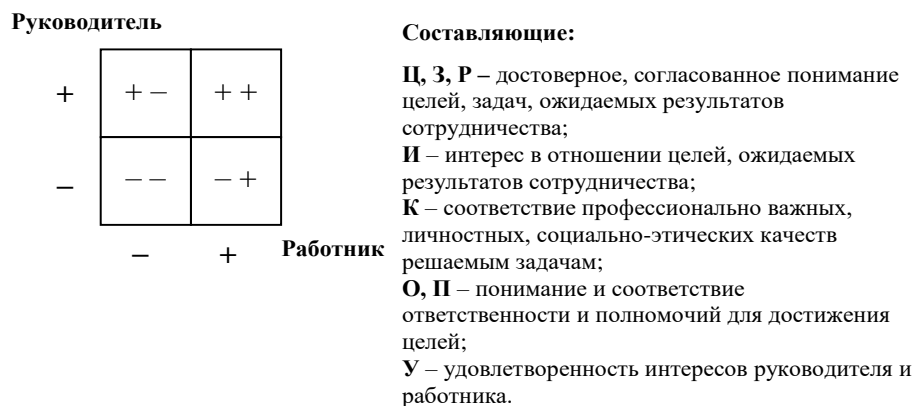 Руководитель
+
+ –
+ +
–
– –
– +
–
+
Работник
Составляющие:
Ц, З, Р – достоверное, согласованное понимание
целей, задач, ожидаемых результатов
сотрудничества;
И – интерес в отношении целей, ожидаемых
результатов сотрудничества;
К – соответствие профессионально важных,
личностных, социально-этических качеств
решаемым задачам;
О, П – понимание и соответствие
ответственности и полномочий для достижения
целей;
У – удовлетворенность интересов руководителя и
работника.